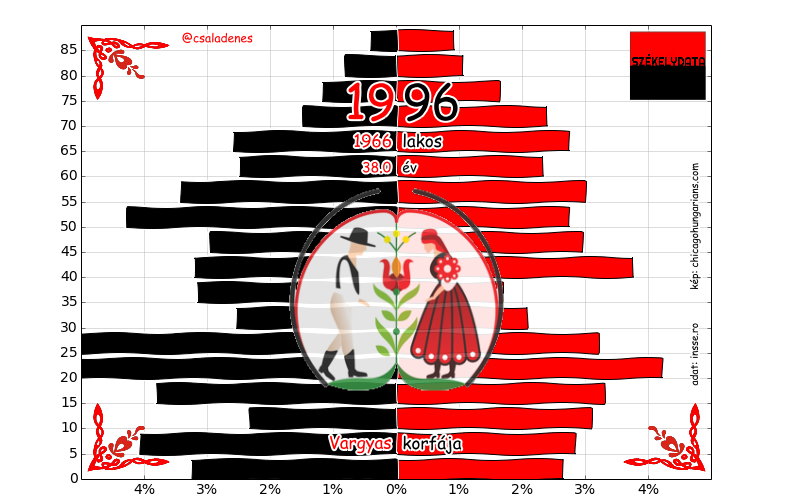 @csaladenes
SZÉKELYDATA
85
80
75
70
65
60
55
50
45
40
35
30
25
20
15
10
5
0
1996
1966 lakos
38.0 év
kép: chicagohungarians.com
adat: insse.ro
Vargyas korfája
4% 3% 2% 1% 0% 1% 2% 3% 4%